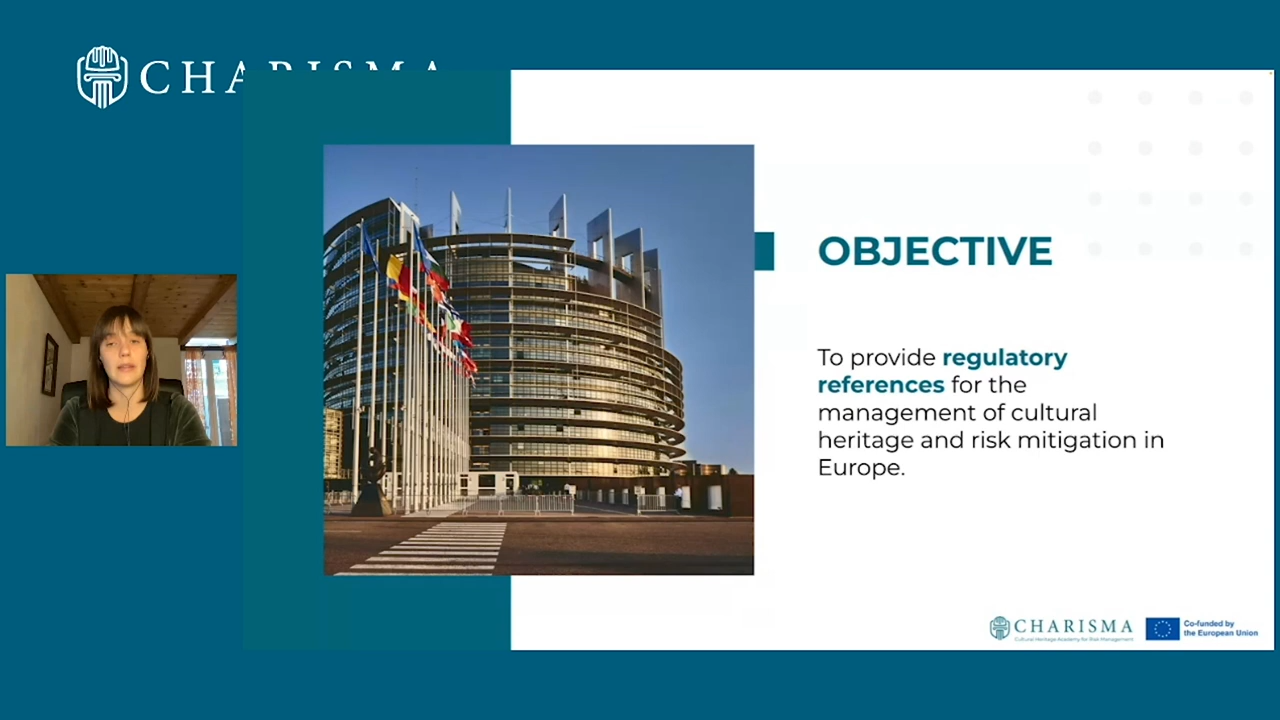 CHARISMA
OBJECTIVE
To provide regulatory
references for the
management of cultural
heritage and risk mitigation in
Europe.
CHARISMA
Cultural Heritage Academy for Risk Management
Co-funded by
the European Union